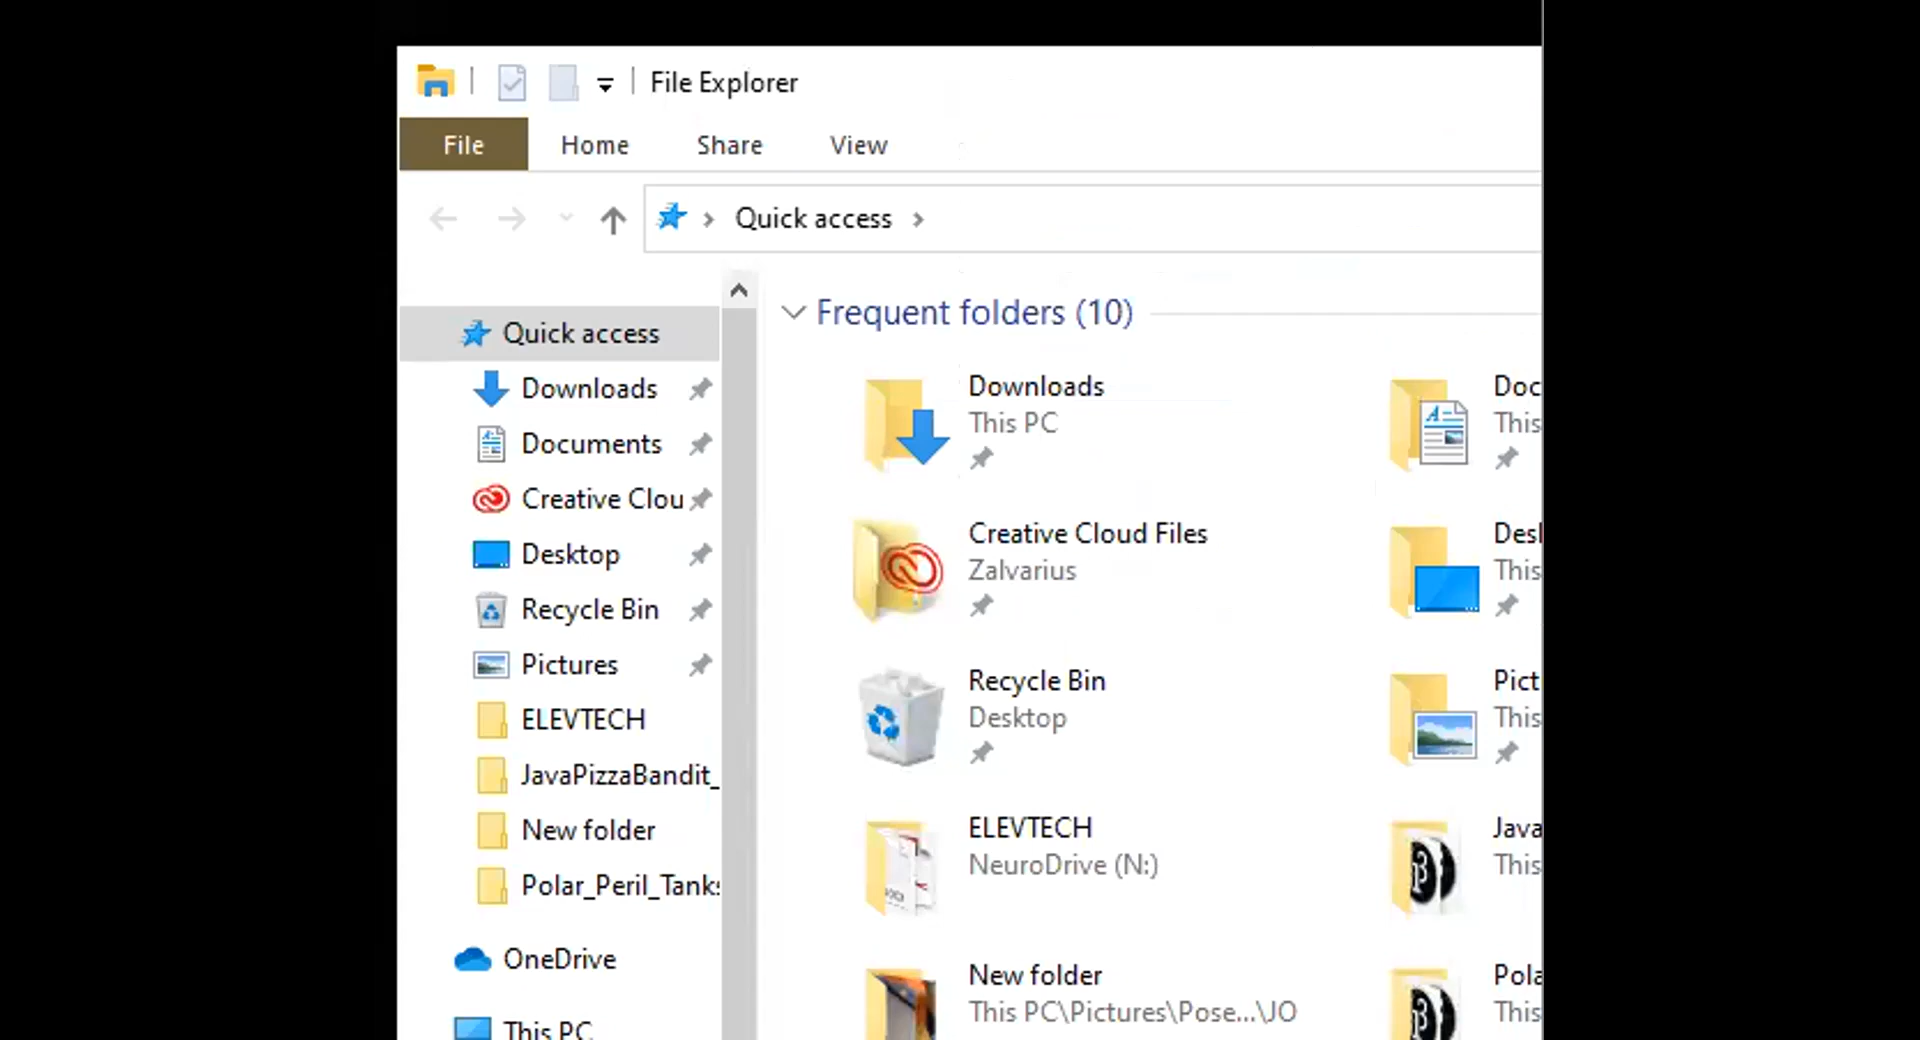 File Explorer
File Home Share View
Quick access
Quick access
Downloads
Documents
Creative Clou
Desktop
Recycle Bin
Pictures
ELEVTECH
JavaPizzaBandit_
New folder
Polar_Peril_Tanks
OneDrive
This PC
Frequent folders (10)
Downloads
This PC
Doc
This
Creative Cloud Files
Zalvarius
Des
This
Recycle Bin
Desktop
Pict
This
ELEVTECH
NeuroDrive (N:)
Java
This
New folder
This PC\Pictures\Pose...\JO
Pola
This